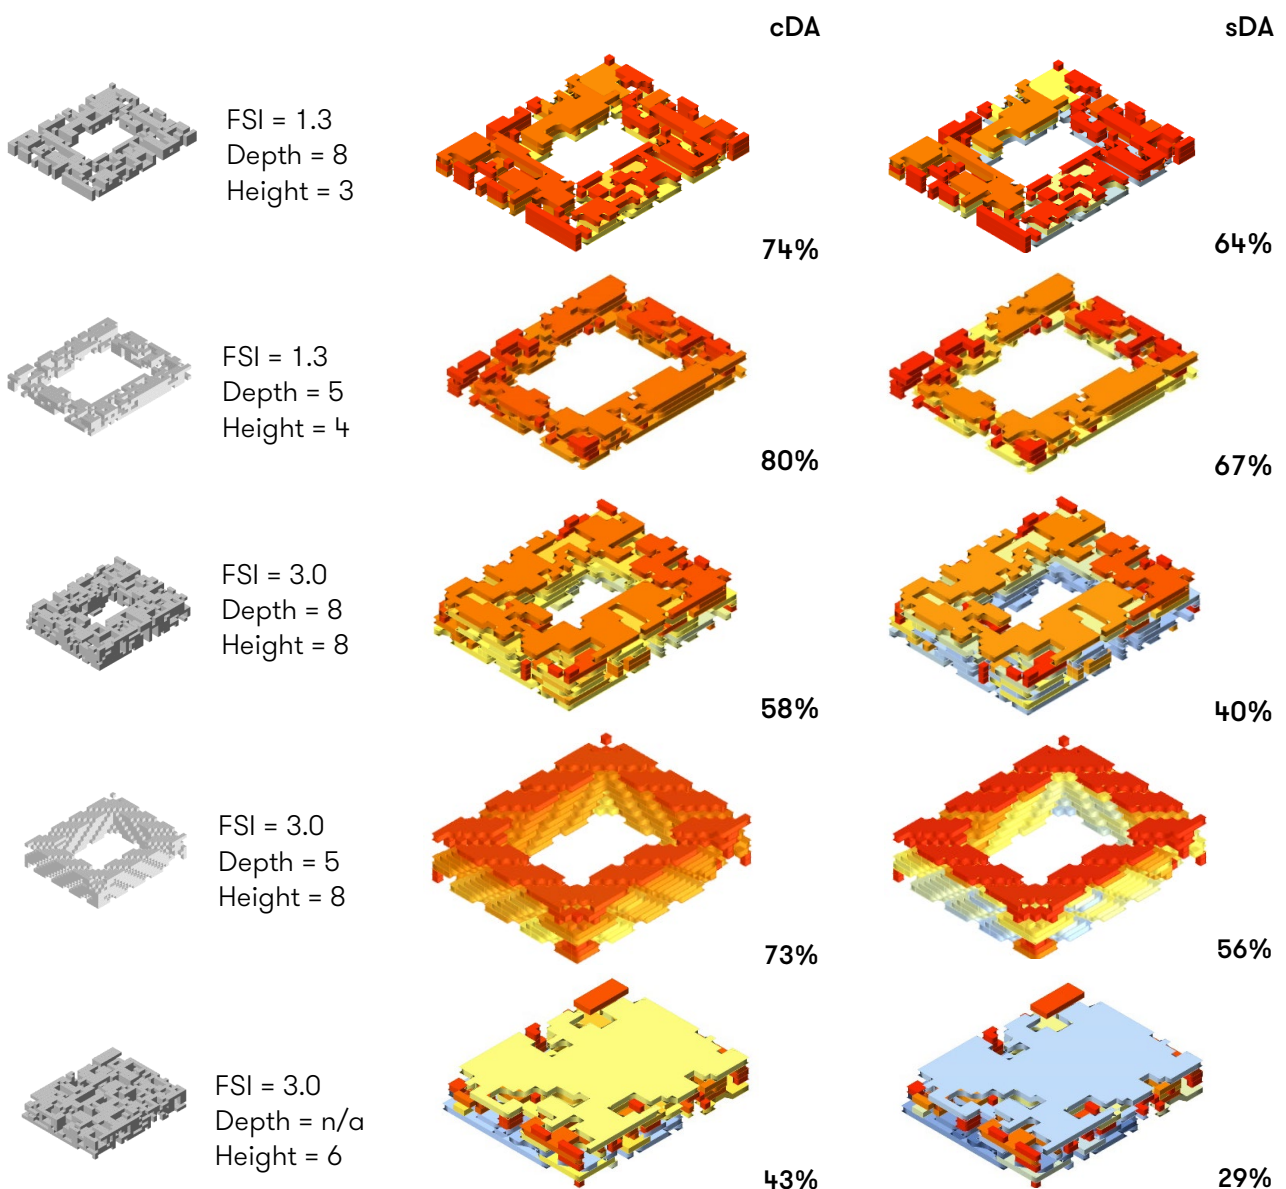 cDA sDA
FSI = 1.3
Depth = 8
Height = 3
74% 64%
FSI = 1.3
Depth = 5
Height = 4
80% 67%
FSI = 3.0
Depth = 8
Height = 8
58% 40%
FSI = 3.0
Depth = 5
Height = 8
73% 56%
FSI = 3.0
Depth = n/a
Height = 6
43% 29%